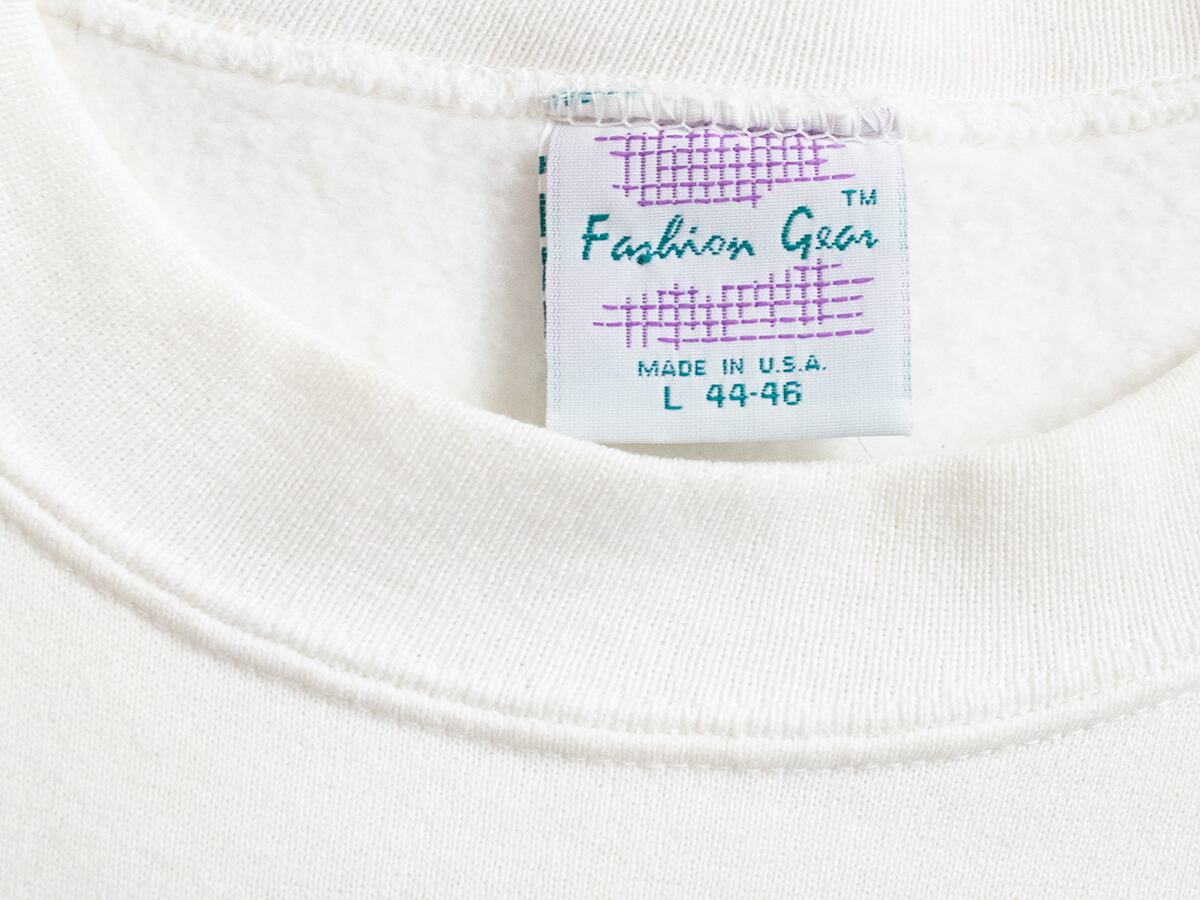 Fashion Gear™
MADE IN U.S.A.
L 44-46